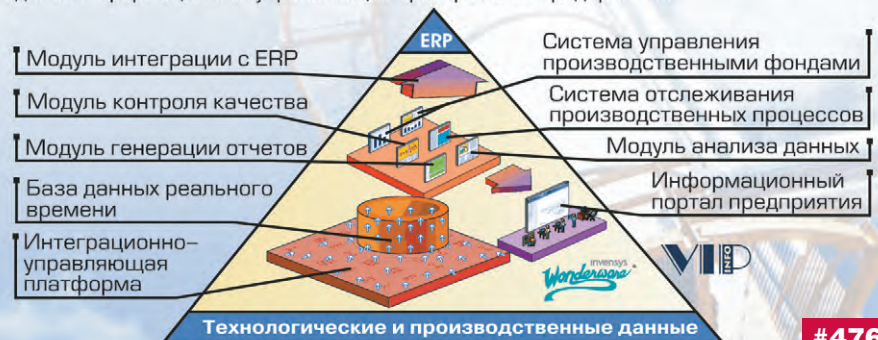 ERP
Модуль интеграции с ERP
Модуль контроля качества
Модуль генерации отчетов
База данных реального
времени
Интеграционно-
управляющая
платформа
Система управления
производственными фондами
Система отслеживания
производственных процессов
Модуль анализа данных
Информационный
портал предприятия
invensys
Wonderware
VIP
INFO
Технологические и производственные данные
#476